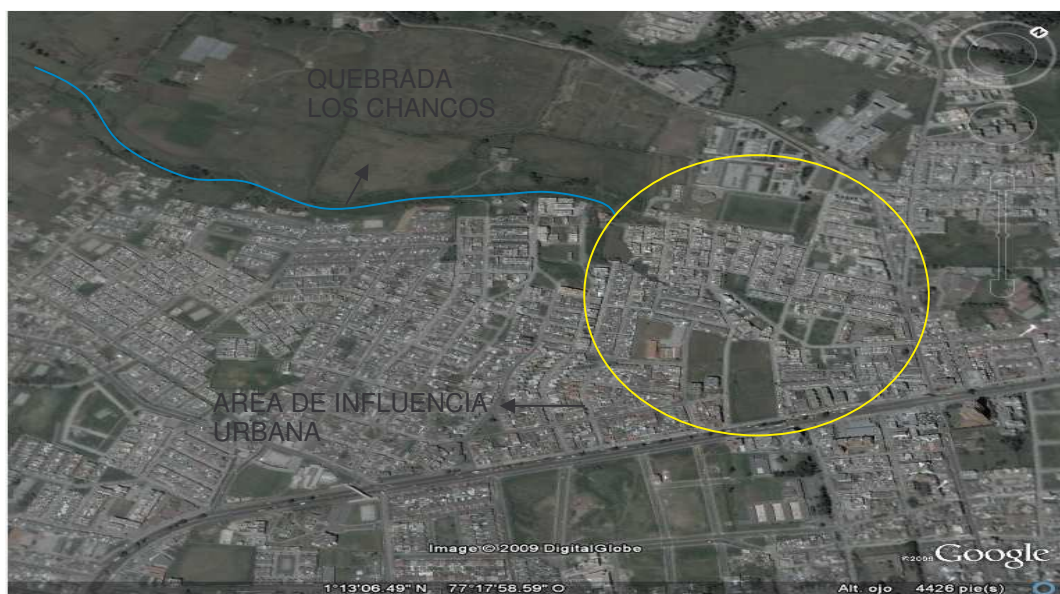 QUEBRADA
LOS CHANCOS
AREA DE INFLUENCIA
URBANA
Image © 2009 DigitalGlobe
©2009 Google
1°13'06.49" N 77°17'58.59" O Alt. ojo 4426 pie(s)